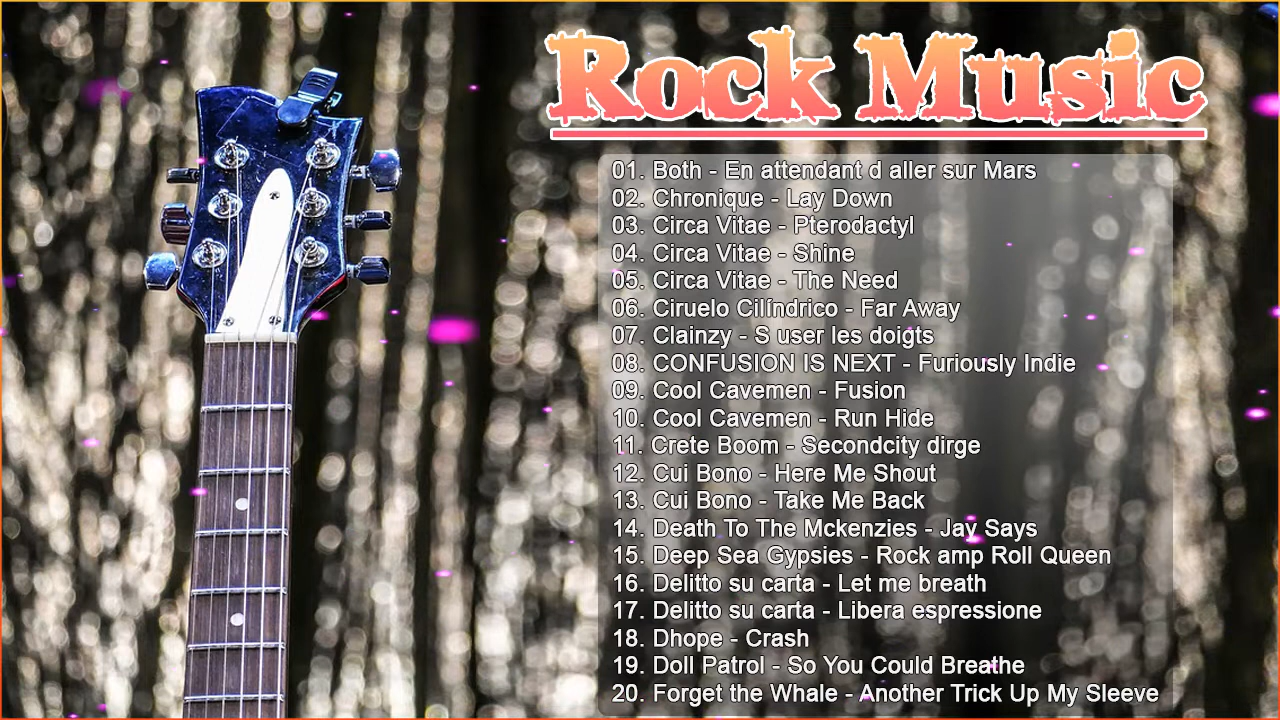 Rock Music
01. Both - En attendant d aller sur Mars
02. Chronique - Lay Down
03. Circa Vitae - Pterodactyl
04. Circa Vitae - Shine
05. Circa Vitae - The Need
06. Ciruelo Cilíndrico - Far Away
07. Clainzy - S user les doigts
08. CONFUSION IS NEXT - Furiously Indie
09. Cool Cavemen - Fusion
10. Cool Cavemen - Run Hide
11. Crete Boom - Secondcity dirge
12. Cui Bono - Here Me Shout
13. Cui Bono - Take Me Back
14. Death To The Mckenzies - Jay Says
15. Deep Sea Gypsies - Rock amp Roll Queen
16. Delitto su carta - Let me breath
17. Delitto su carta - Libera espressione
18. Dhope - Crash
19. Doll Patrol - So You Could Breathe
20. Forget the Whale - Another Trick Up My Sleeve